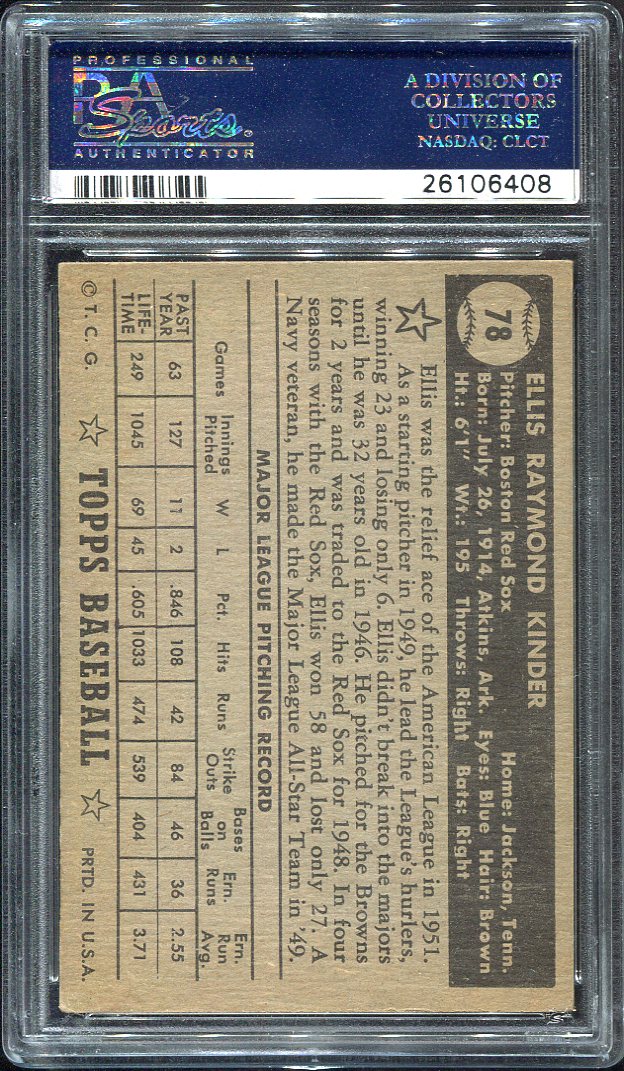 PROFESSIONAL
PSA
Sports
AUTHENTICATOR
A DIVISION OF
COLLECTORS
UNIVERSE
NASDAQ: CLCT
26106408
78
ELLIS RAYMOND KINDER
Pitcher: Boston Red Sox Home: Jackson, Tenn.
Born: July 26, 1914, Atkins, Ark. Eyes: Blue Hair: Brown
Ht.: 6'1" Wt.: 195 Throws: Right Bats: Right
Ellis was the relief ace of the American League in 1951.
As a starting pitcher in 1949, he lead the League's hurlers,
winning 23 and losing only 6. Ellis didn't break into the majors
until he was 32 years old in 1946. He pitched for the Browns
for 2 years and was traded to the Red Sox for 1948. In four
seasons with the Red Sox, Ellis won 58 and lost only 27. A
Navy veteran, he made the Major League All-Star Team in '49.
MAJOR LEAGUE PITCHING RECORD
Games Innings Pitched W L Pct. Hits Runs Strike Outs Bases on Balls Ern. Runs Ern. Run Avg.
PAST YEAR 63 127 11 2 .846 108 42 84 46 36 2.55
LIFE-TIME 249 1045 69 45 .605 1033 474 539 404 431 3.71
© T. C. G. TOPPS BASEBALL PRTD. IN U.S.A.